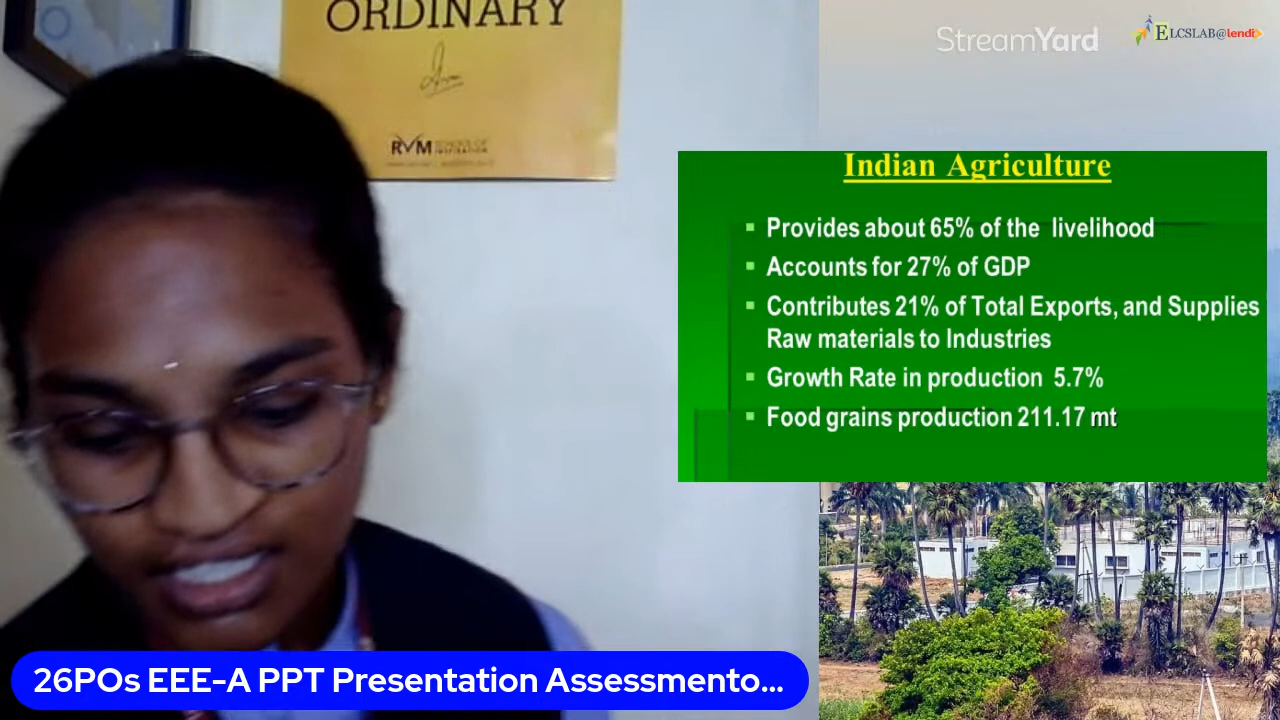 ORDINARY
RVM SCHOOL OF
StreamYard
ELCSLAB@lendi
Indian Agriculture
Provides about 65% of the livelihood
Accounts for 27% of GDP
Contributes 21% of Total Exports, and Supplies
Raw materials to Industries
Growth Rate in production 5.7%
Food grains production 211.17 mt
26POs EEE-A PPT Presentation Assessmento...